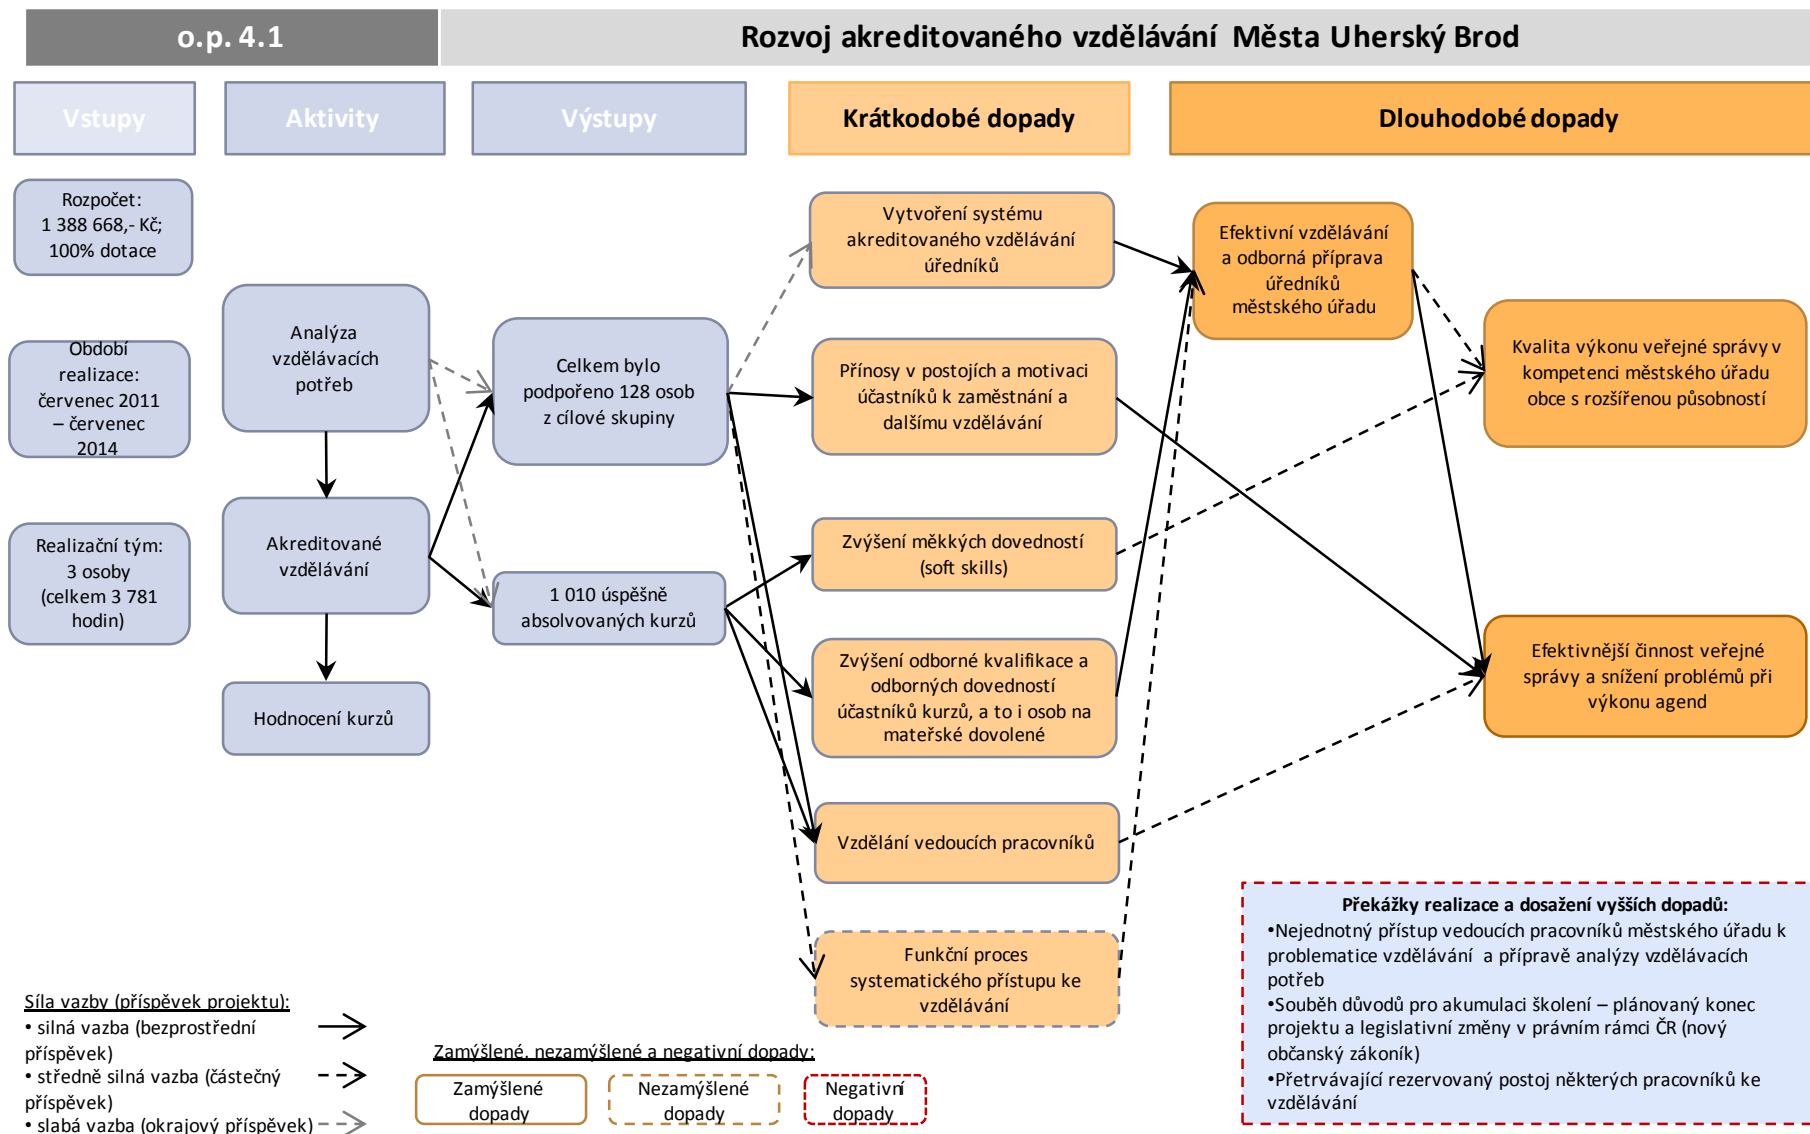 o.p. 4.1
Rozvoj akreditovaného vzdělávání Města Uherský Brod
Vstupy
Aktivity
Výstupy
Krátkodobé dopady
Dlouhodobé dopady
Rozpočet:
1 388 668,- Kč;
100% dotace
Období
realizace:
červenec 2011
– červenec
2014
Realizační tým:
3 osoby
(celkem 3 781
hodin)
Analýza
vzdělávacích
potřeb
Akreditované
vzdělávání
Hodnocení kurzů
Celkem bylo
podpořeno 128 osob
z cílové skupiny
1 010 úspěšně
absolvovaných kurzů
Vytvoření systému
akreditovaného vzdělávání
úředníků
Přínosy v postojích a motivaci
účastníků k zaměstnání a
dalšímu vzdělávání
Zvýšení měkkých dovedností
(soft skills)
Zvýšení odborné kvalifikace a
odborných dovedností
účastníků kurzů, a to i osob na
mateřské dovolené
Vzdělání vedoucích pracovníků
Funkční proces
systematického přístupu ke
vzdělávání
Efektivní vzdělávání
a odborná příprava
úředníků
městského úřadu
Kvalita výkonu veřejné správy v
kompetenci městského úřadu
obce s rozšířenou působností
Efektivnější činnost veřejné
správy a snížení problémů při
výkonu agend
Překážky realizace a dosažení vyšších dopadů:
•Nejednotný přístup vedoucích pracovníků městského úřadu k
problematice vzdělávání a přípravě analýzy vzdělávacích
potřeb
•Souběh důvodů pro akumulaci školení – plánovaný konec
projektu a legislativní změny v právním rámci ČR (nový
občanský zákoník)
•Přetrvávající rezervovaný postoj některých pracovníků ke
vzdělávání
Síla vazby (příspěvek projektu):
• silná vazba (bezprostřední
příspěvek)
• středně silná vazba (částečný
příspěvek)
• slabá vazba (okrajový příspěvek)
Zamýšlené, nezamýšlené a negativní dopady:
Zamýšlené
dopady
Nezamýšlené
dopady
Negativní
dopady